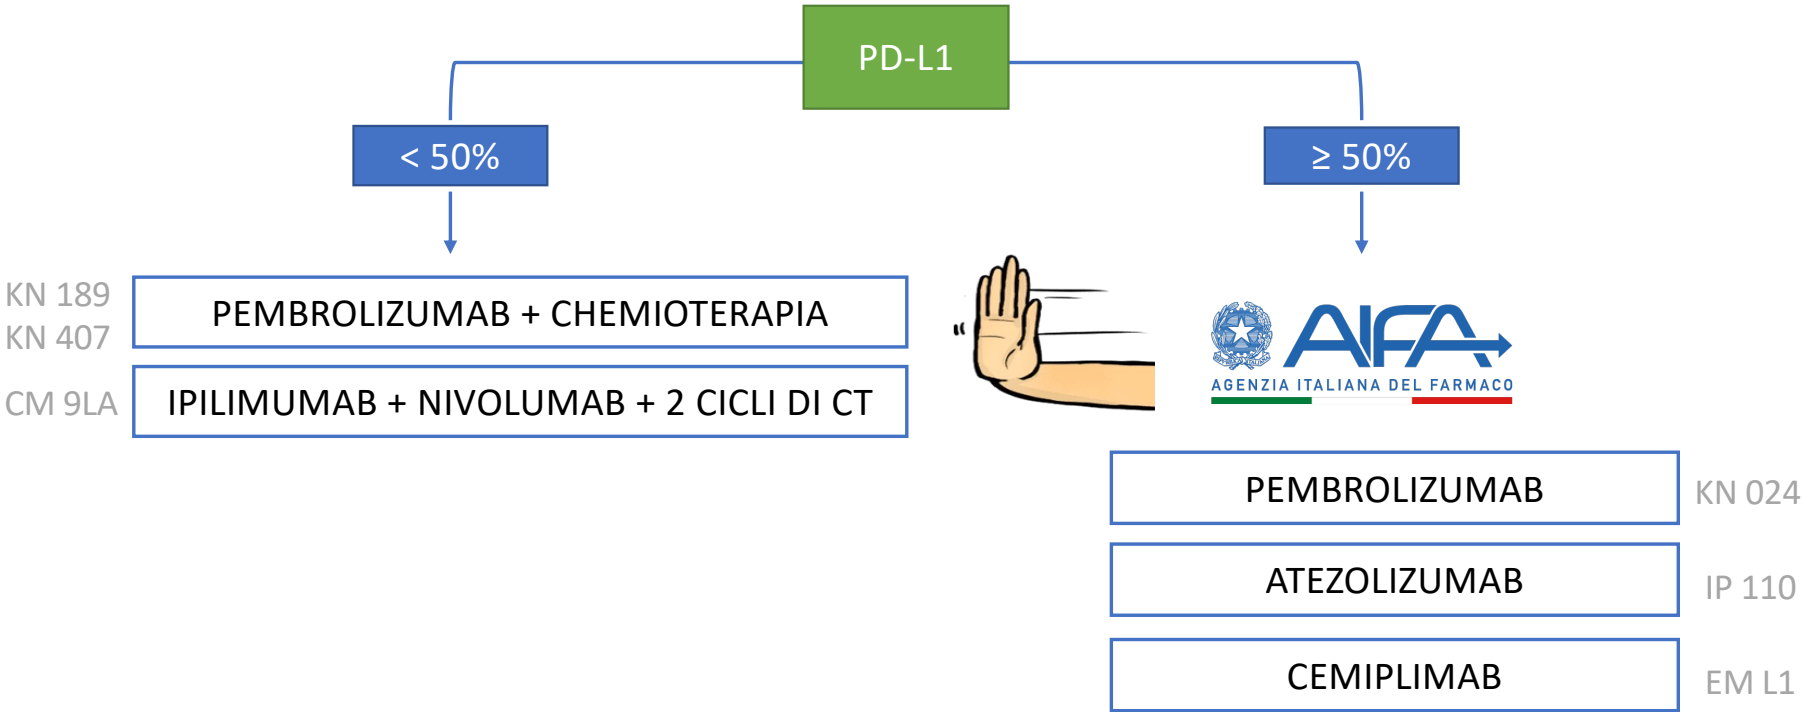 PD-L1
< 50%
≥ 50%
KN 189
KN 407
PEMBROLIZUMAB + CHEMIOTERAPIA
CM 9LA
IPILIMUMAB + NIVOLUMAB + 2 CICLI DI CT
AIFA
AGENZIA ITALIANA DEL FARMACO
PEMBROLIZUMAB
KN 024
ATEZOLIZUMAB
IP 110
CEMIPLIMAB
EM L1